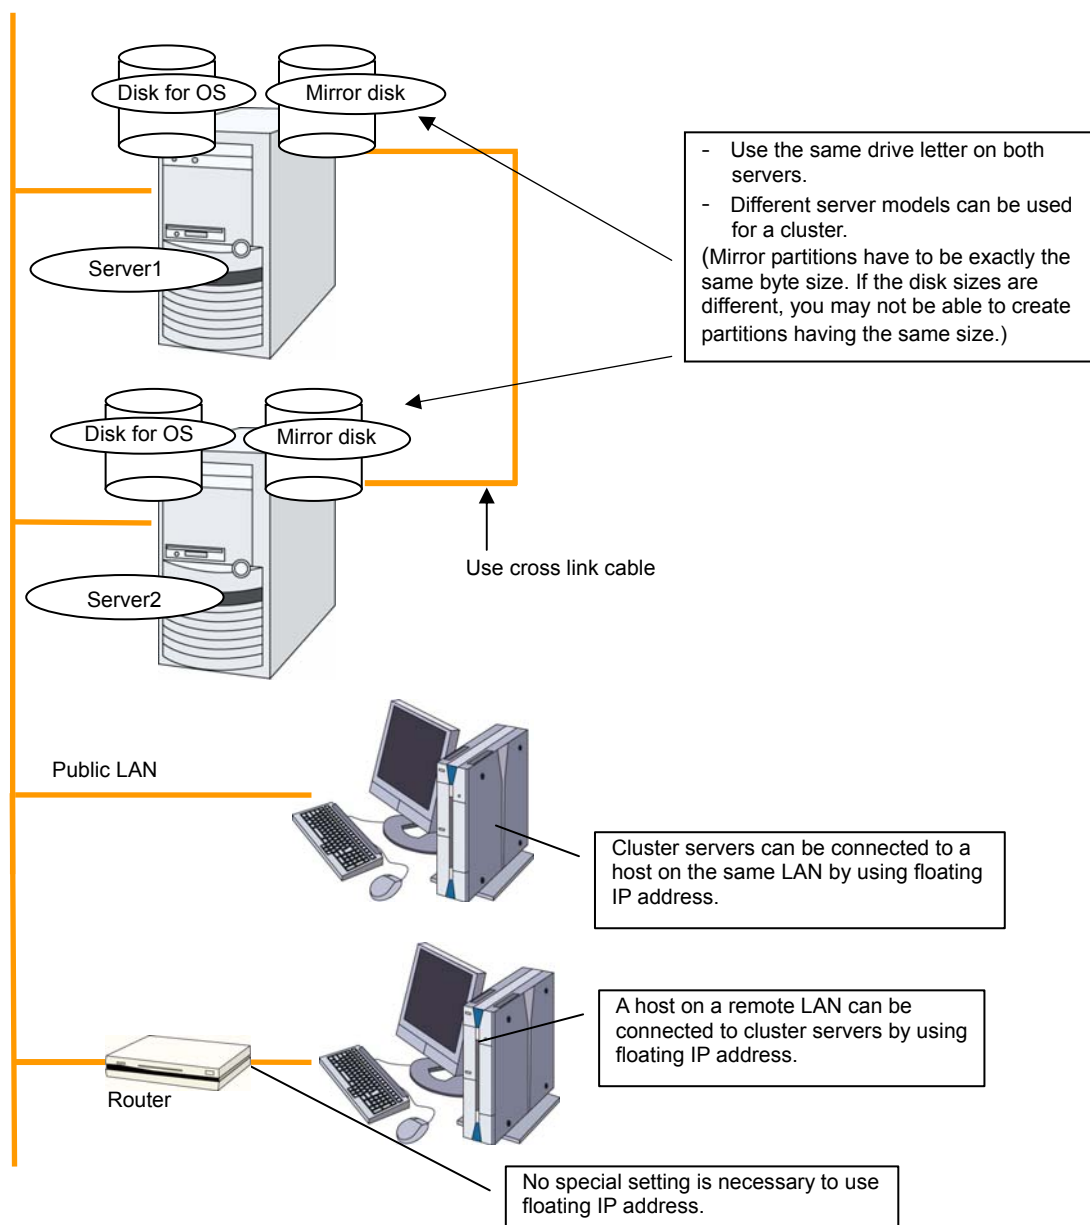 Disk for OS
Mirror disk
- Use the same drive letter on both
servers.
- Different server models can be used
for a cluster.
(Mirror partitions have to be exactly the
same byte size. If the disk sizes are
different, you may not be able to create
partitions having the same size.)
Server1
Disk for OS
Mirror disk
Use cross link cable
Server2
Public LAN
Cluster servers can be connected to a
host on the same LAN by using floating
IP address.
A host on a remote LAN can be
connected to cluster servers by using
floating IP address.
Router
No special setting is necessary to use
floating IP address.